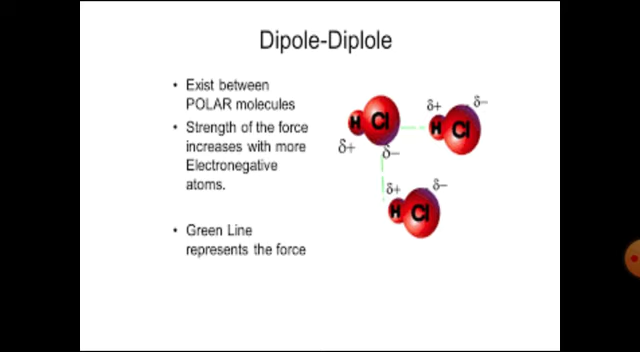 Dipole-Diplole
• Exist between
POLAR molecules
• Strength of the force
increases with more
Electronegative
atoms.
• Green Line
represents the force
H Cl
δ+
δ−
δ+
δ−
H Cl
δ+
δ−
H Cl